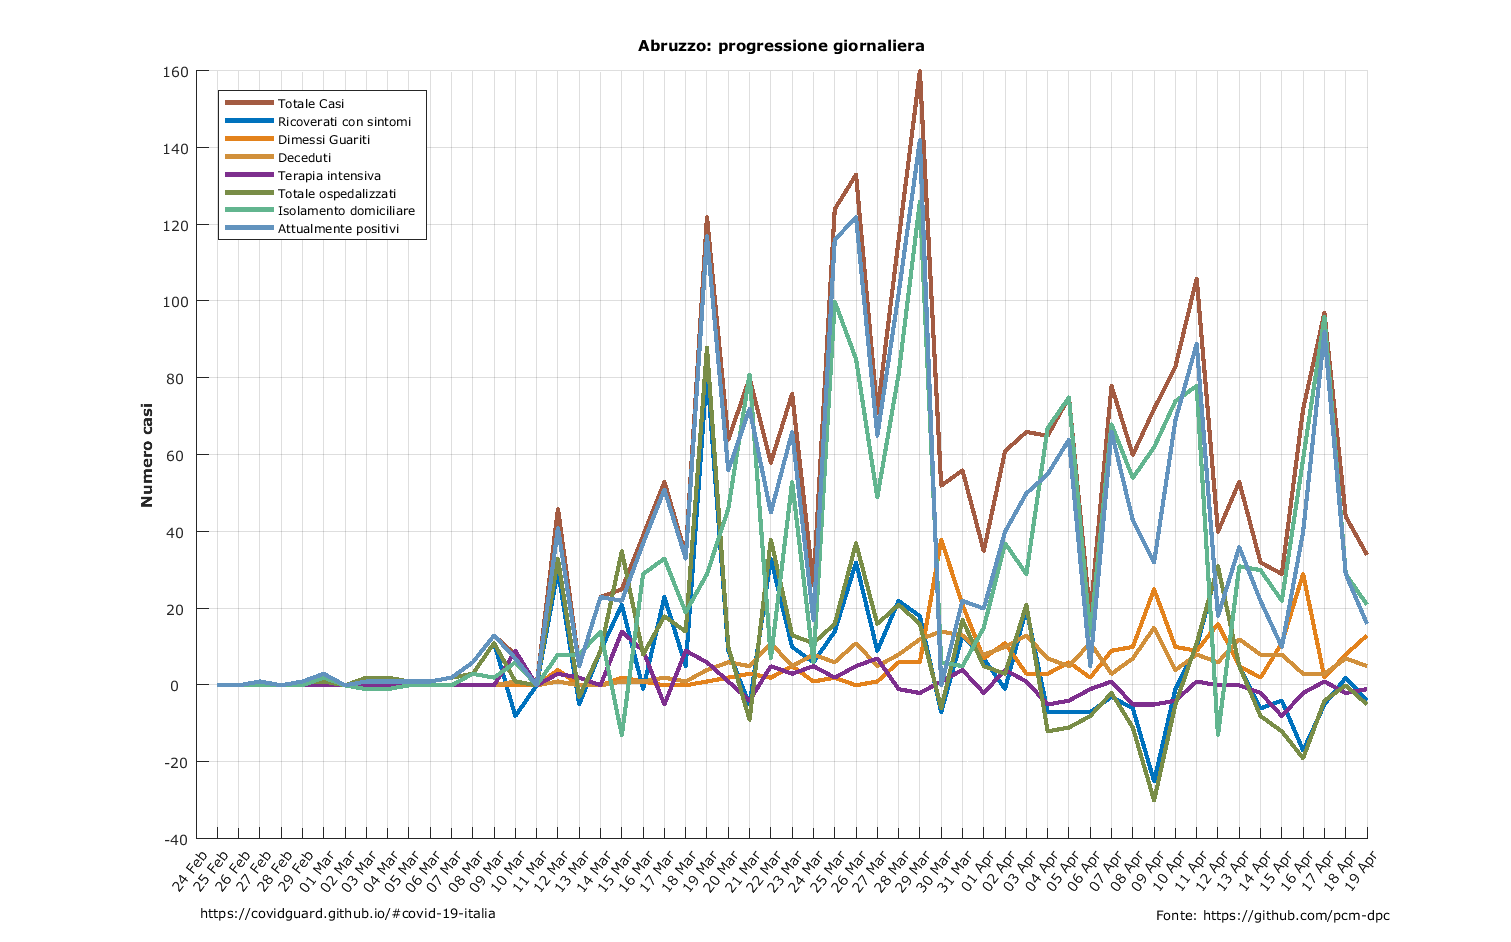 Abruzzo: progressione giornaliera
160
140
120
100
80
60
40
20
0
-20
-40
Numero casi
Totale Casi
Ricoverati con sintomi
Dimessi Guariti
Deceduti
Terapia intensiva
Totale ospedalizzati
Isolamento domiciliare
Attualmente positivi
24 Feb
25 Feb
26 Feb
27 Feb
28 Feb
29 Feb
01 Mar
02 Mar
03 Mar
04 Mar
05 Mar
06 Mar
07 Mar
08 Mar
09 Mar
10 Mar
11 Mar
12 Mar
13 Mar
14 Mar
15 Mar
16 Mar
17 Mar
18 Mar
19 Mar
20 Mar
21 Mar
22 Mar
23 Mar
24 Mar
25 Mar
26 Mar
27 Mar
28 Mar
29 Mar
30 Mar
31 Mar
01 Apr
02 Apr
03 Apr
04 Apr
05 Apr
06 Apr
07 Apr
08 Apr
09 Apr
10 Apr
11 Apr
12 Apr
13 Apr
14 Apr
15 Apr
16 Apr
17 Apr
18 Apr
19 Apr
https://covidguard.github.io/#covid-19-italia
Fonte: https://github.com/pcm-dpc